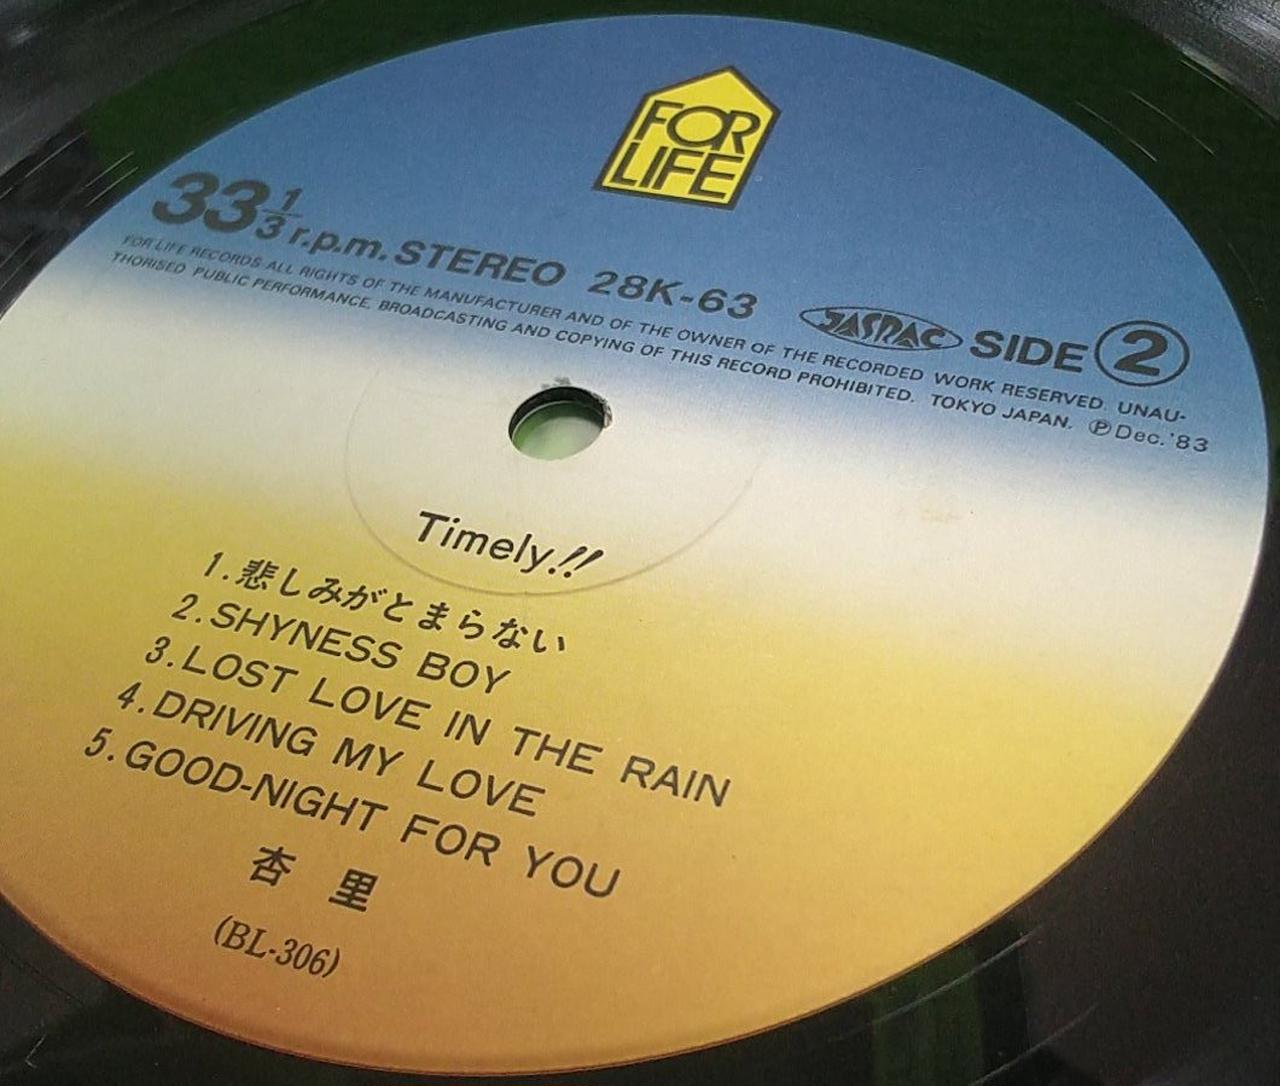 FOR
LIFE
33 1/3 r.p.m. STEREO 28K-63 JASRAC SIDE 2
FOR LIFE RECORDS ALL RIGHTS OF THE MANUFACTURER AND OF THE OWNER OF THE RECORDED WORK RESERVED. UNAU-
THORISED PUBLIC PERFORMANCE, BROADCASTING AND COPYING OF THIS RECORD PROHIBITED. TOKYO JAPAN. ℗Dec.'83
Timely!!
1.悲しみがとまらない
2.SHYNESS BOY
3.LOST LOVE IN THE RAIN
4.DRIVING MY LOVE
5.GOOD-NIGHT FOR YOU
杏里
(BL-306)